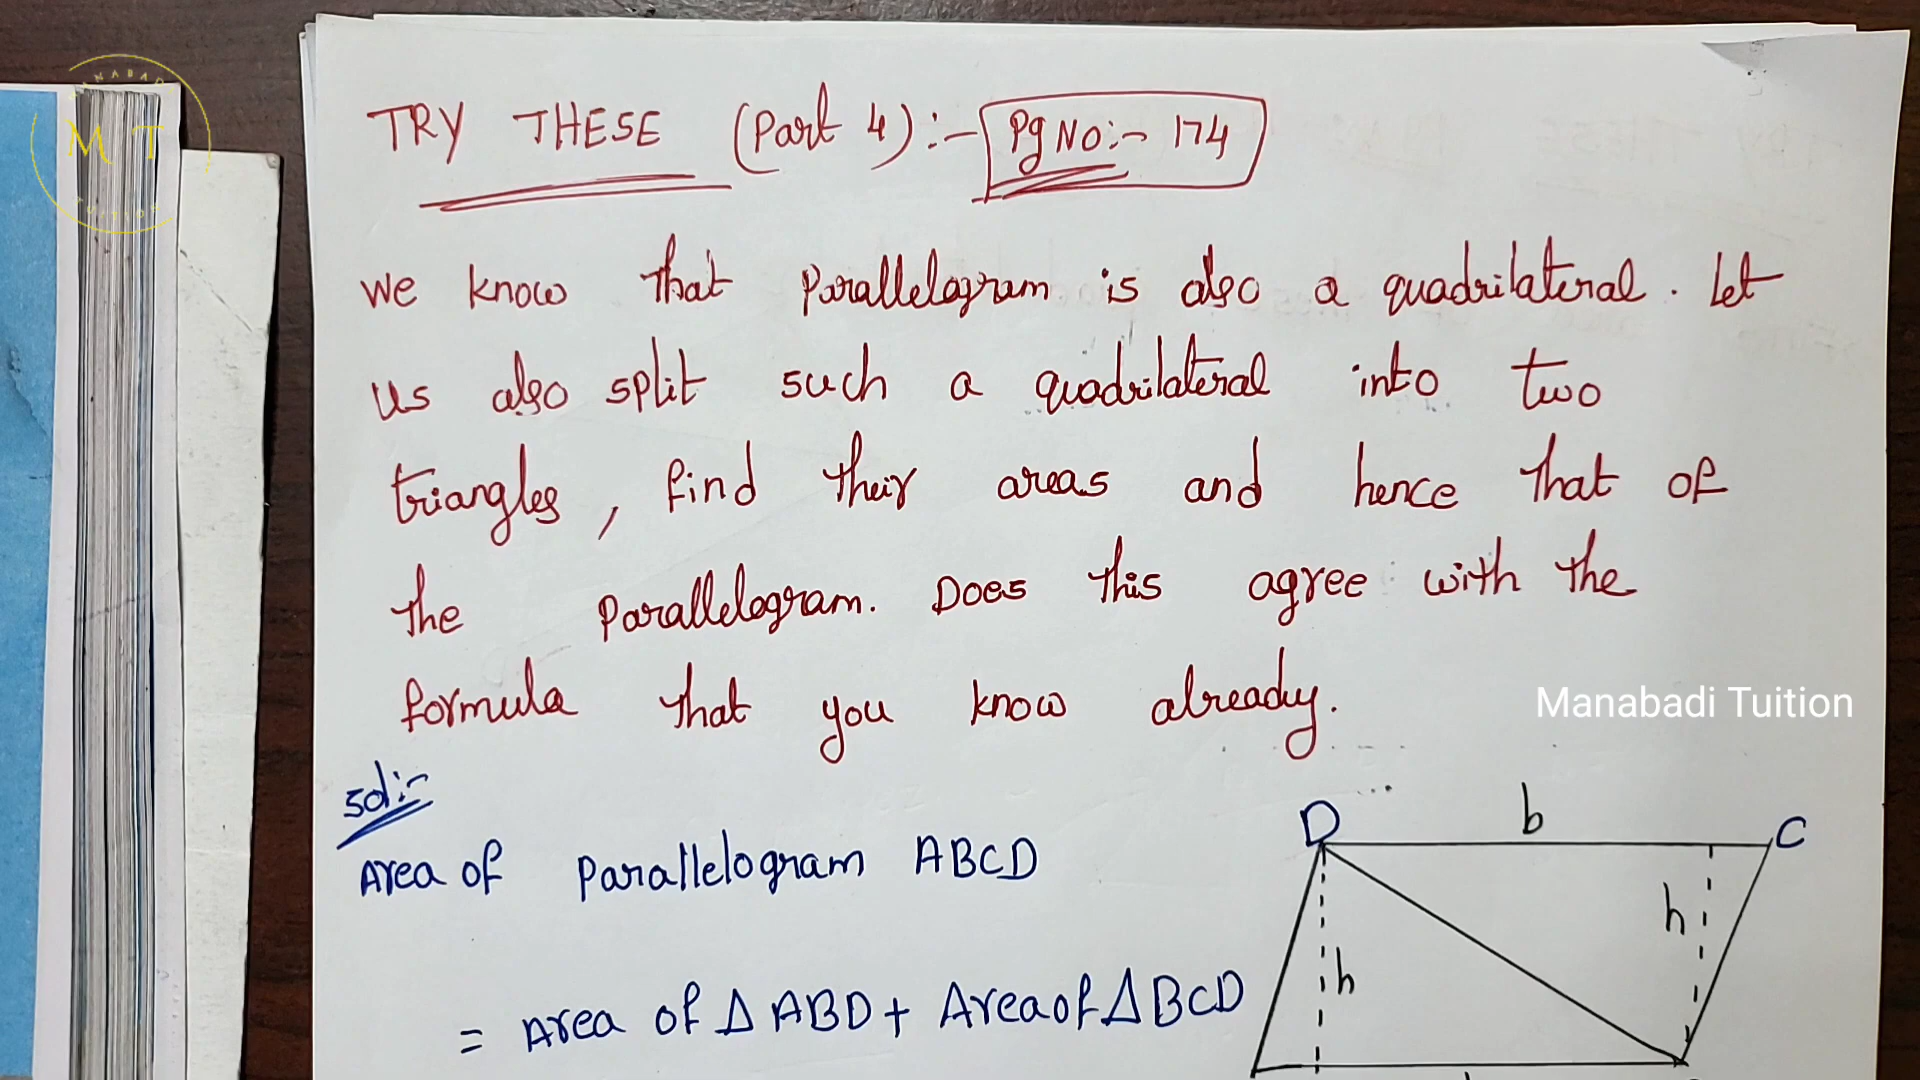 MANABADI
M T
TUITION
TRY THESE (Part 4):- Pg No:- 174
we know that parallelogram is also a quadrilateral. Let
us also split such a quadrilateral into two
triangles, find their areas and hence that of
the parallelogram. Does this agree with the
formula that you know already.
Manabadi Tuition
Sol:-
Area of parallelogram ABCD
= Area of Δ ABD + Area of Δ BCD
D b C
h
h